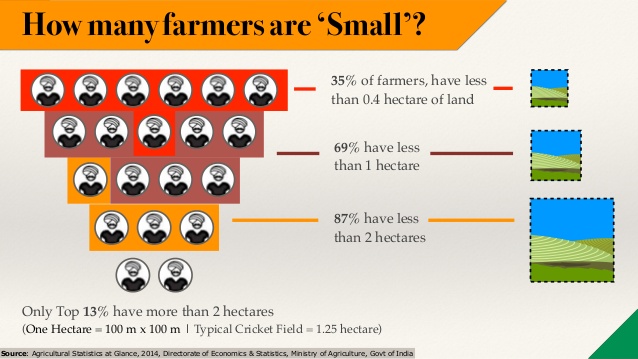 How many farmers are ‘Small’?
35% of farmers, have less
than 0.4 hectare of land
69% have less
than 1 hectare
87% have less
than 2 hectares
Only Top 13% have more than 2 hectares
(One Hectare = 100 m x 100 m | Typical Cricket Field = 1.25 hectare)
Source: Agricultural Statistics at Glance, 2014, Directorate of Economics & Statistics, Ministry of Agriculture, Govt of India